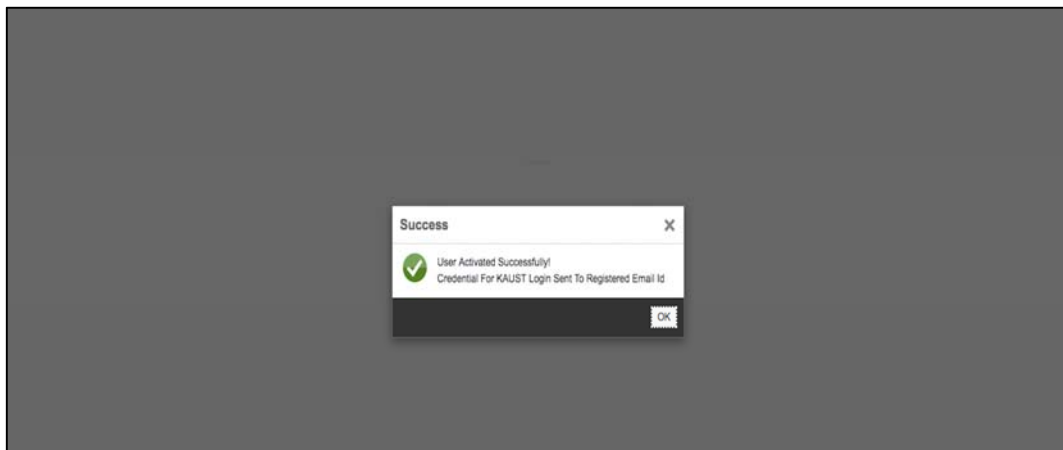 Success
User Activated Successfully!
Credential For KAUST Login Sent To Registered Email Id
OK